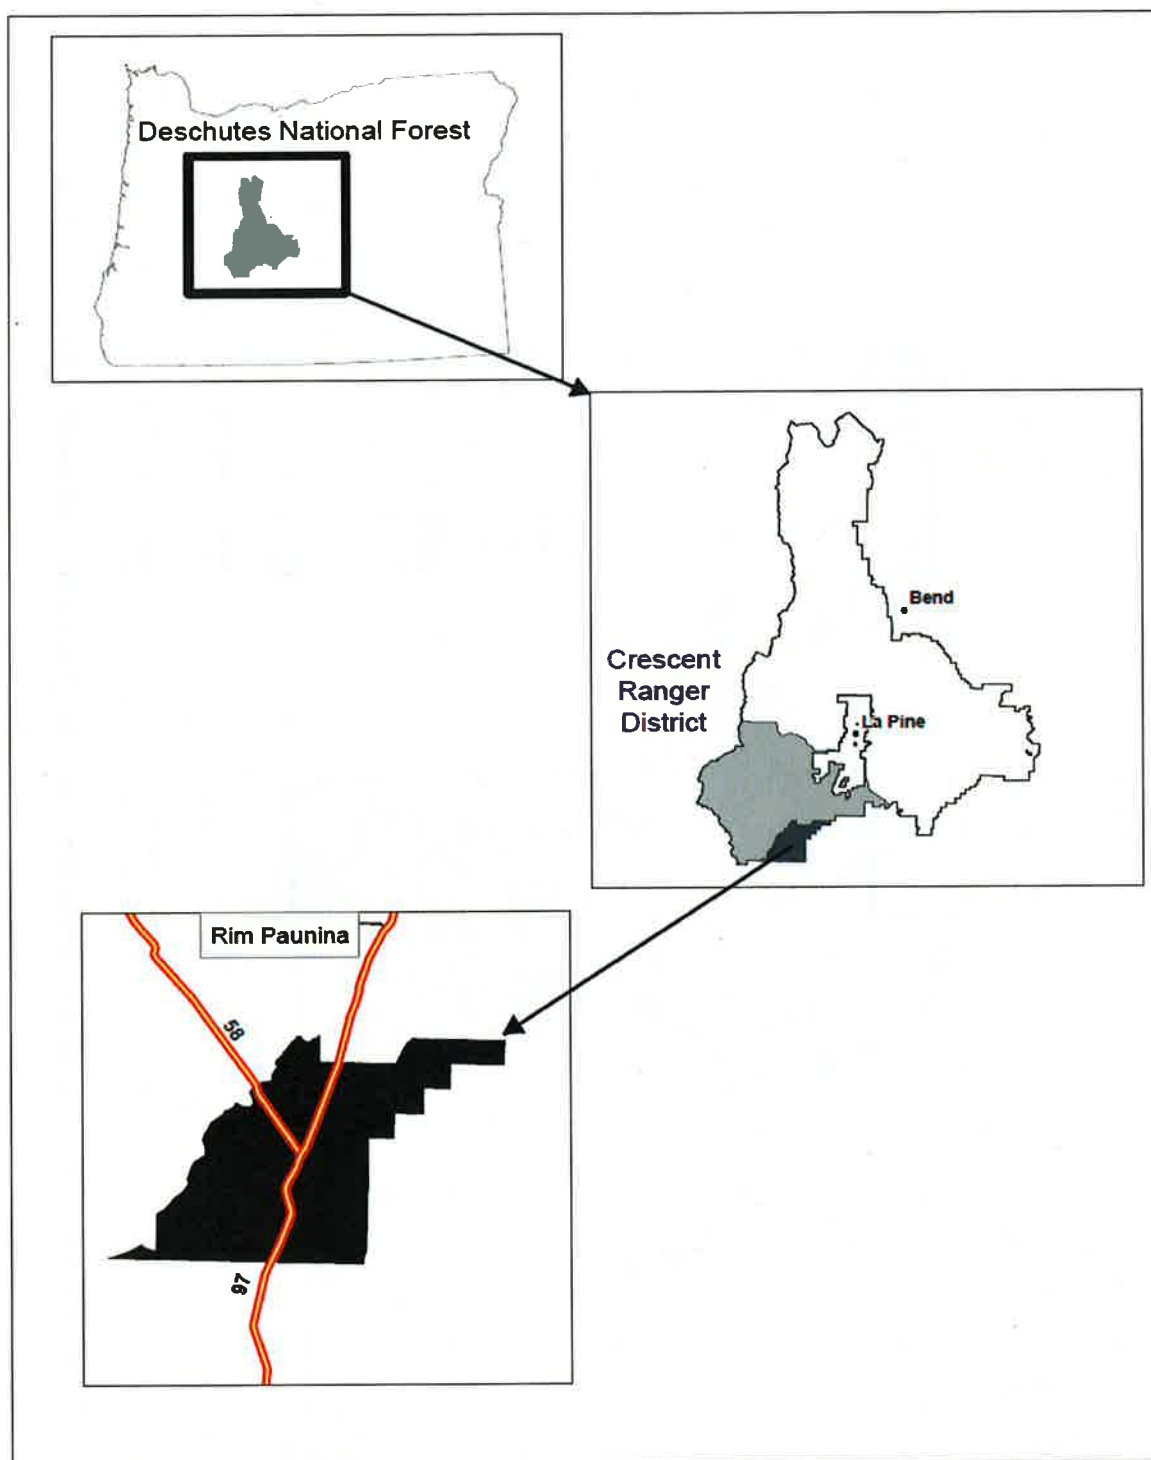 Deschutes National Forest
Bend
Crescent
Ranger
District
La Pine
Rim Paunina
58
97